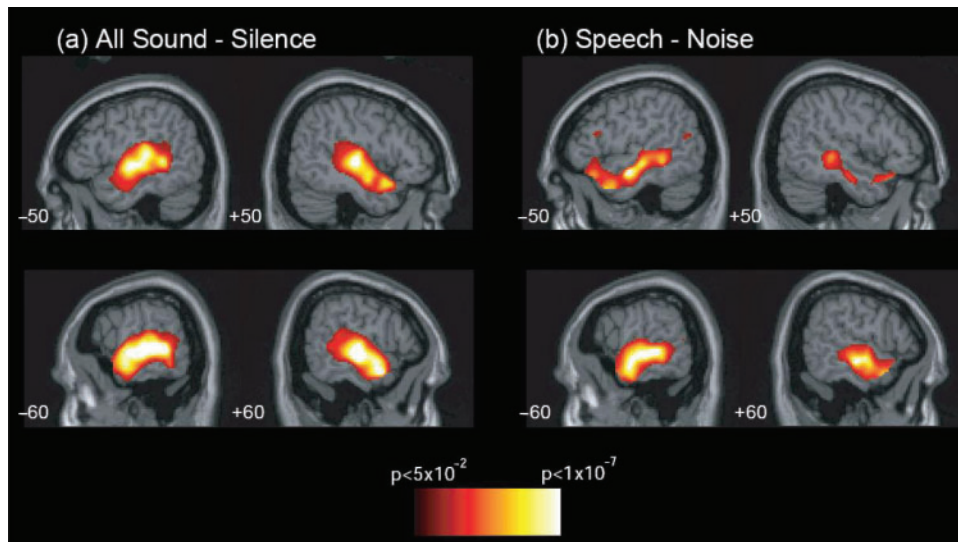 (a) All Sound - Silence
(b) Speech - Noise
–50
+50
–50
+50
–60
+60
–60
+60
p<5x10⁻²
p<1x10⁻⁷